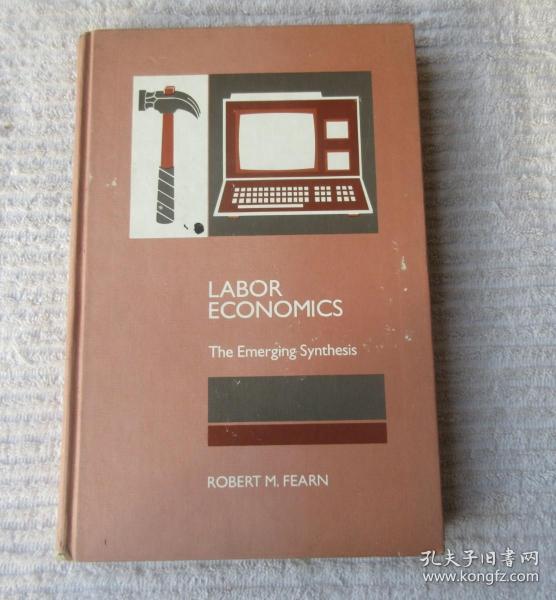 LABOR
ECONOMICS
The Emerging Synthesis
ROBERT M. FEARN
孔夫子旧书网
www.kongfz.com